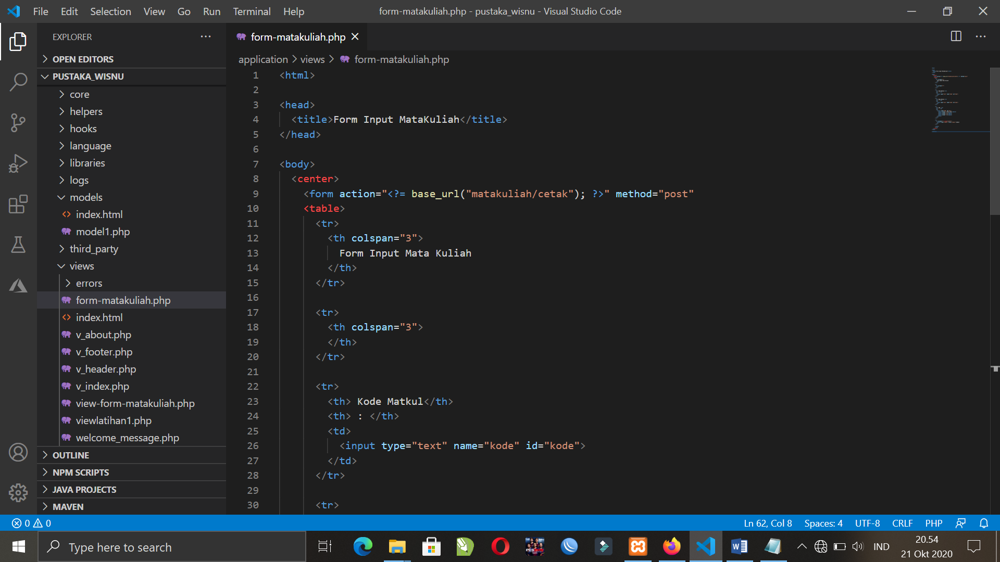 File Edit Selection View Go Run Terminal Help
form-matakuliah.php - pustaka_wisnu - Visual Studio Code
EXPLORER
OPEN EDITORS
PUSTAKA_WISNU
core
helpers
hooks
language
libraries
logs
models
index.html
model1.php
third_party
views
errors
form-matakuliah.php
index.html
v_about.php
v_footer.php
v_header.php
v_index.php
view-form-matakuliah.php
viewlatihan1.php
welcome_message.php
OUTLINE
NPM SCRIPTS
JAVA PROJECTS
MAVEN
form-matakuliah.php
application > views > form-matakuliah.php
1 <html>
2
3 <head>
4 <title>Form Input MataKuliah</title>
5 </head>
6
7 <body>
8 <center>
9 <form action="<?= base_url("matakuliah/cetak"); ?>" method="post"
10 <table>
11 <tr>
12 <th colspan="3">
13 Form Input Mata Kuliah
14 </th>
15 </tr>
16
17 <tr>
18 <th colspan="3">
19 </th>
20 </tr>
21
22 <tr>
23 <th> Kode Matkul</th>
24 <th> : </th>
25 <td>
26 <input type="text" name="kode" id="kode">
27 </td>
28 </tr>
29
30 <tr>
0 0
Ln 62, Col 8 Spaces: 4 UTF-8 CRLF PHP
Type here to search
IND
20.54
21 Okt 2020